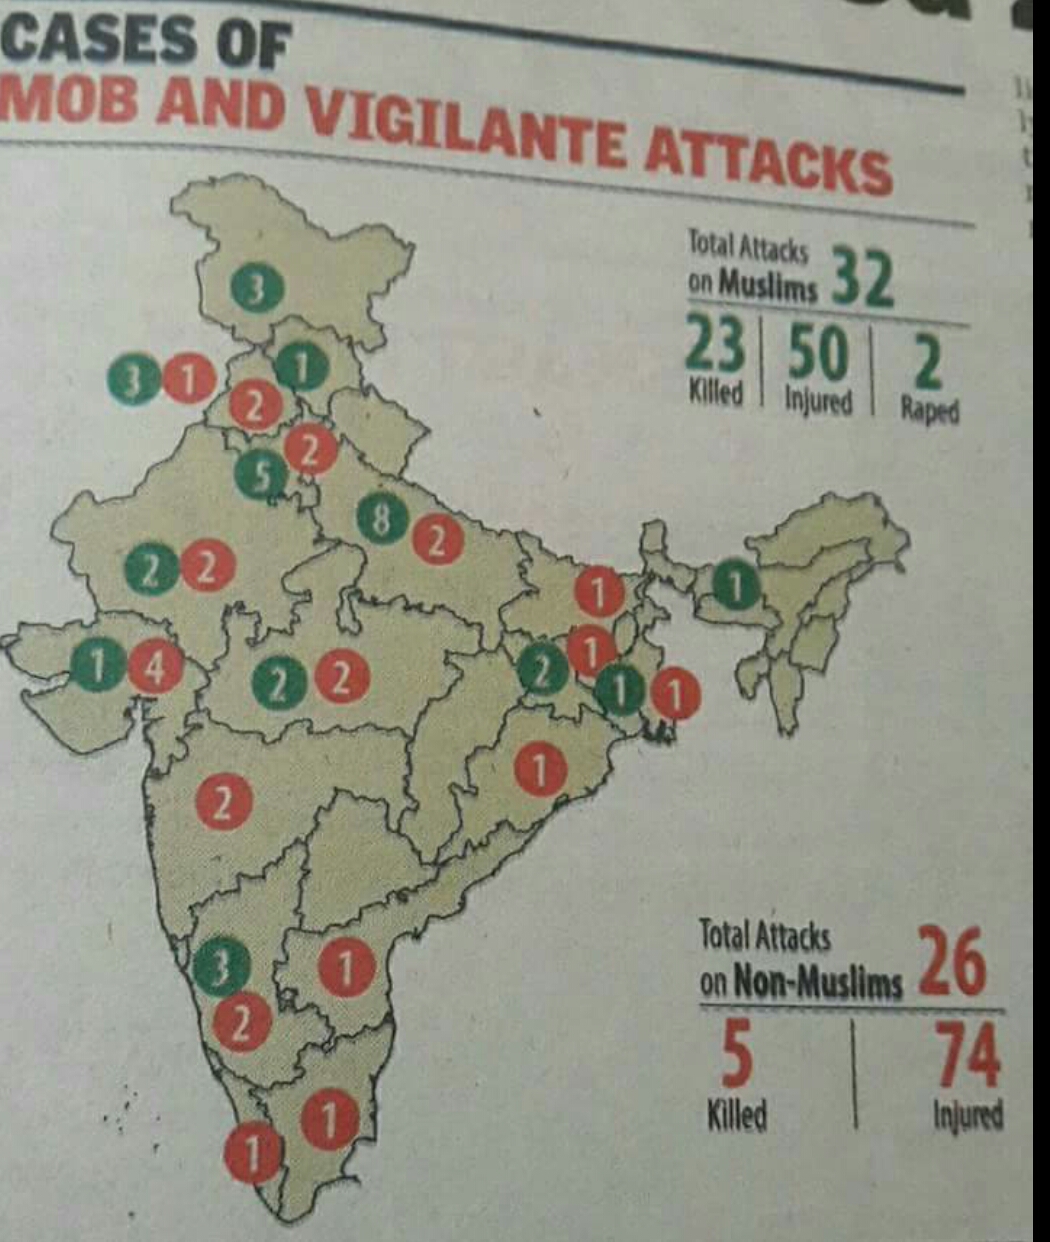 CASES OF
MOB AND VIGILANTE ATTACKS
Total Attacks
on Muslims 32
23 50 2
Killed Injured Raped
3
3 1
1
2
2
5
8
2
2 2
1
1
1 4
2 2
2
1
1
1
1
2
3
1
2
1
1
Total Attacks
on Non-Muslims 26
5 74
Killed Injured